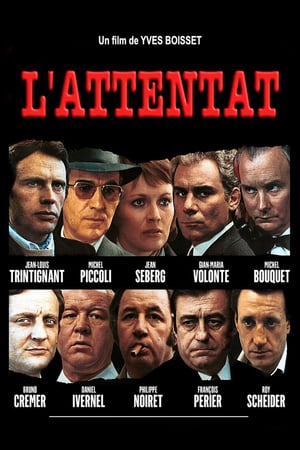 Un film de YVES BOISSET
L'ATTENTAT
JEAN-LOUIS
TRINTIGNANT
MICHEL
PICCOLI
JEAN
SEBERG
GIAN-MARIA
VOLONTE
MICHEL
BOUQUET
BRUNO
CREMER
DANIEL
IVERNEL
PHILIPPE
NOIRET
FRANÇOIS
PERIER
ROY
SCHEIDER